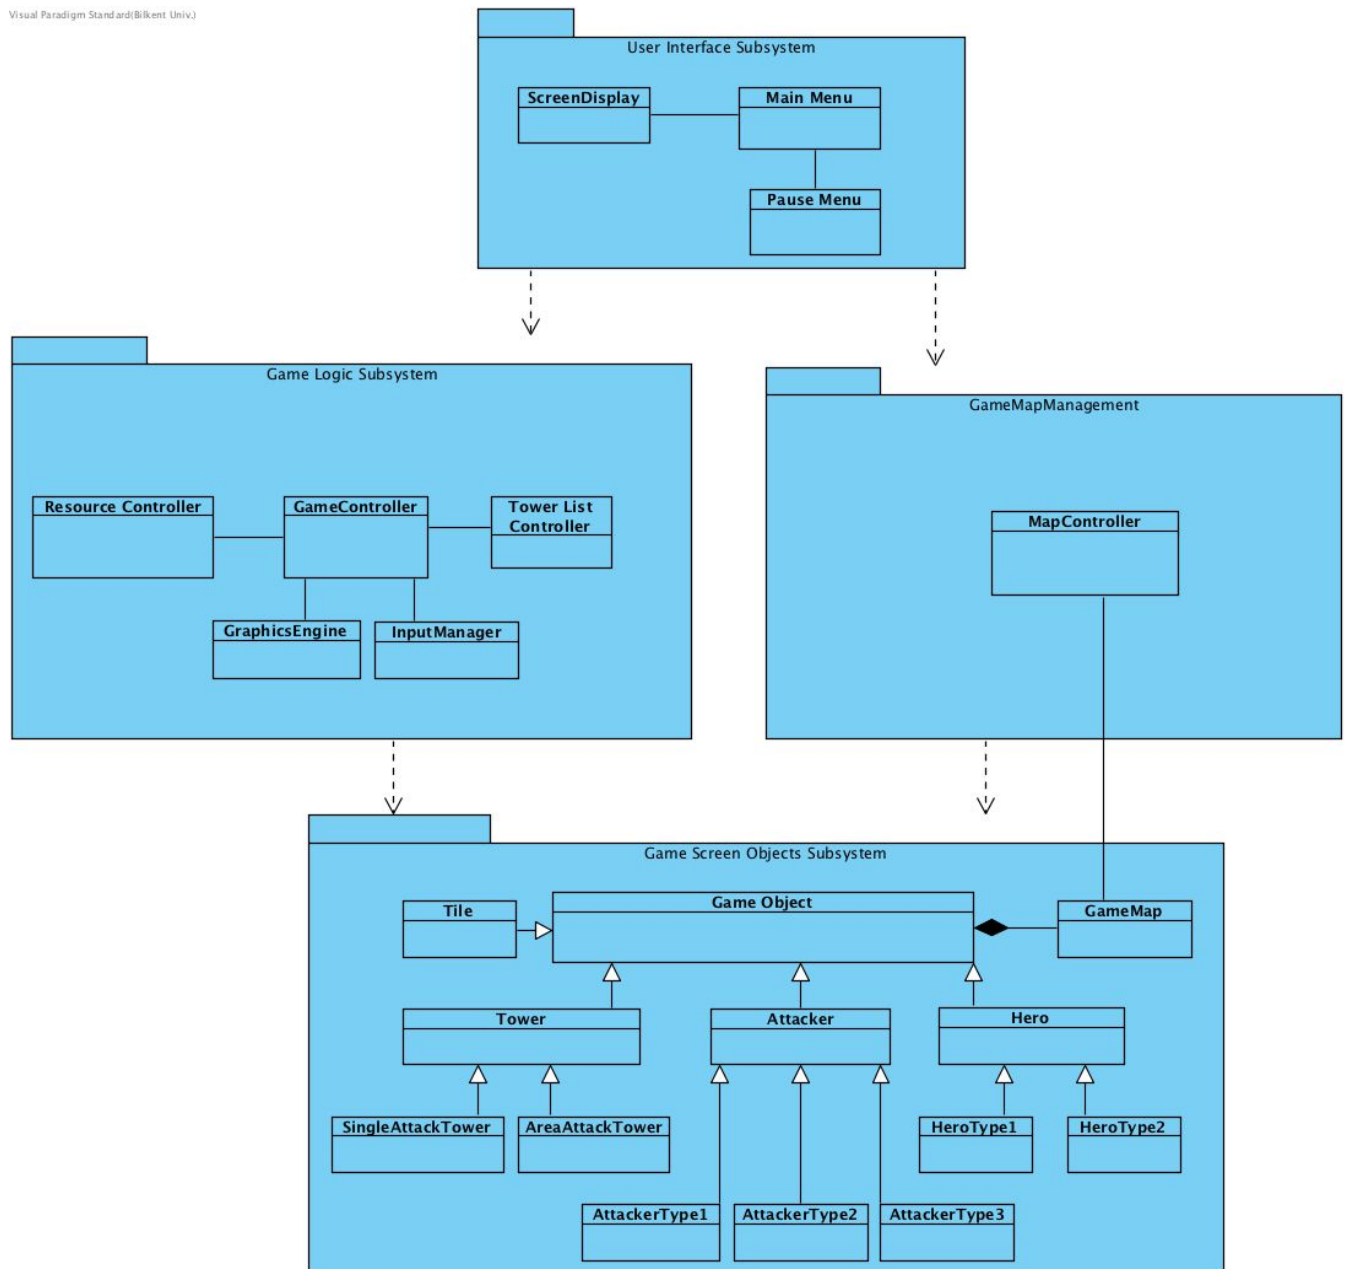 Visual Paradigm Standard(Bilkent Univ.)
User Interface Subsystem
ScreenDisplay
Main Menu
Pause Menu
Game Logic Subsystem
GameMapManagement
Resource Controller
GameController
Tower List
Controller
MapController
GraphicsEngine
InputManager
Game Screen Objects Subsystem
Tile
Game Object
GameMap
Tower
Attacker
Hero
SingleAttackTower
AreaAttackTower
HeroType1
HeroType2
AttackerType1
AttackerType2
AttackerType3